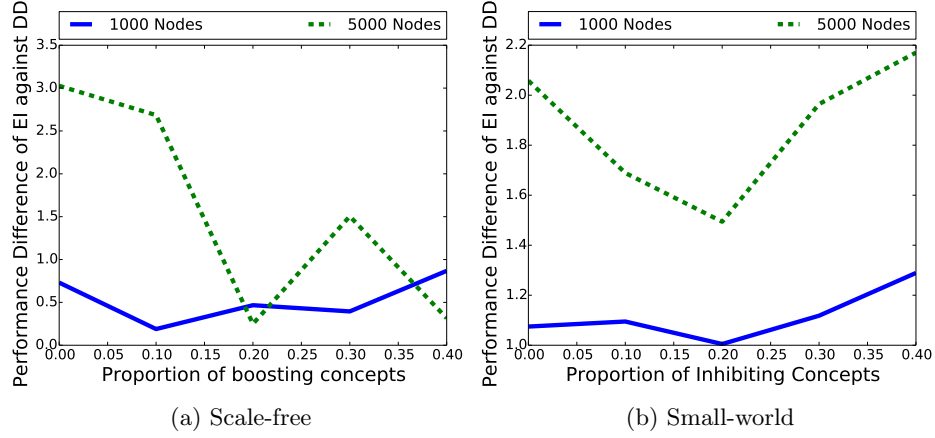 1000 Nodes 5000 Nodes
Performance Difference of EI against DD
3.5
3.0
2.5
2.0
1.5
1.0
0.5
0.0
0.00 0.05 0.10 0.15 0.20 0.25 0.30 0.35 0.40
Proportion of boosting concepts
(a) Scale-free
1000 Nodes 5000 Nodes
Performance Difference of EI against DD
2.2
2.0
1.8
1.6
1.4
1.2
1.0
0.00 0.05 0.10 0.15 0.20 0.25 0.30 0.35 0.40
Proportion of Inhibiting Concepts
(b) Small-world